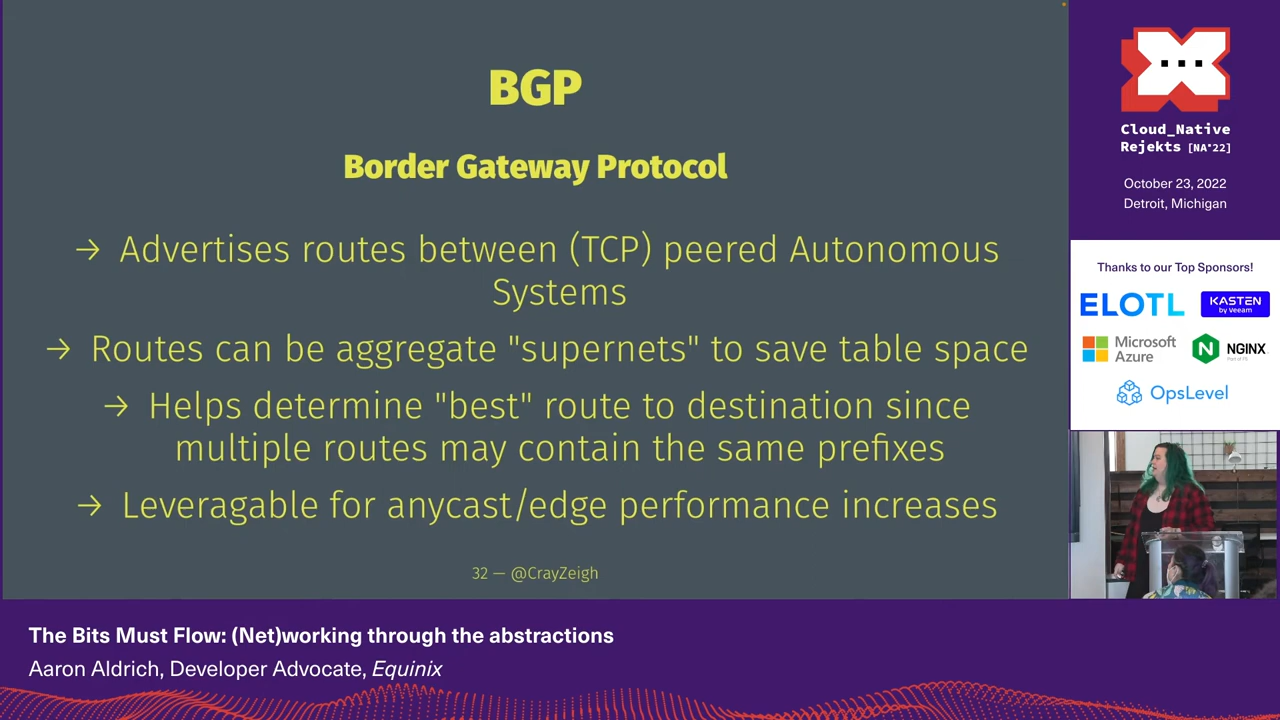 BGP
Border Gateway Protocol
→ Advertises routes between (TCP) peered Autonomous
Systems
→ Routes can be aggregate "supernets" to save table space
→ Helps determine "best" route to destination since
multiple routes may contain the same prefixes
→ Leveragable for anycast/edge performance increases
32 — @CrayZeigh
Cloud_Native
Rejekts [NA'22]
October 23, 2022
Detroit, Michigan
Thanks to our Top Sponsors!
ELOTL
KASTEN
by Veeam
Microsoft
Azure
NGINX
Part of F5
OpsLevel
The Bits Must Flow: (Net)working through the abstractions
Aaron Aldrich, Developer Advocate, Equinix